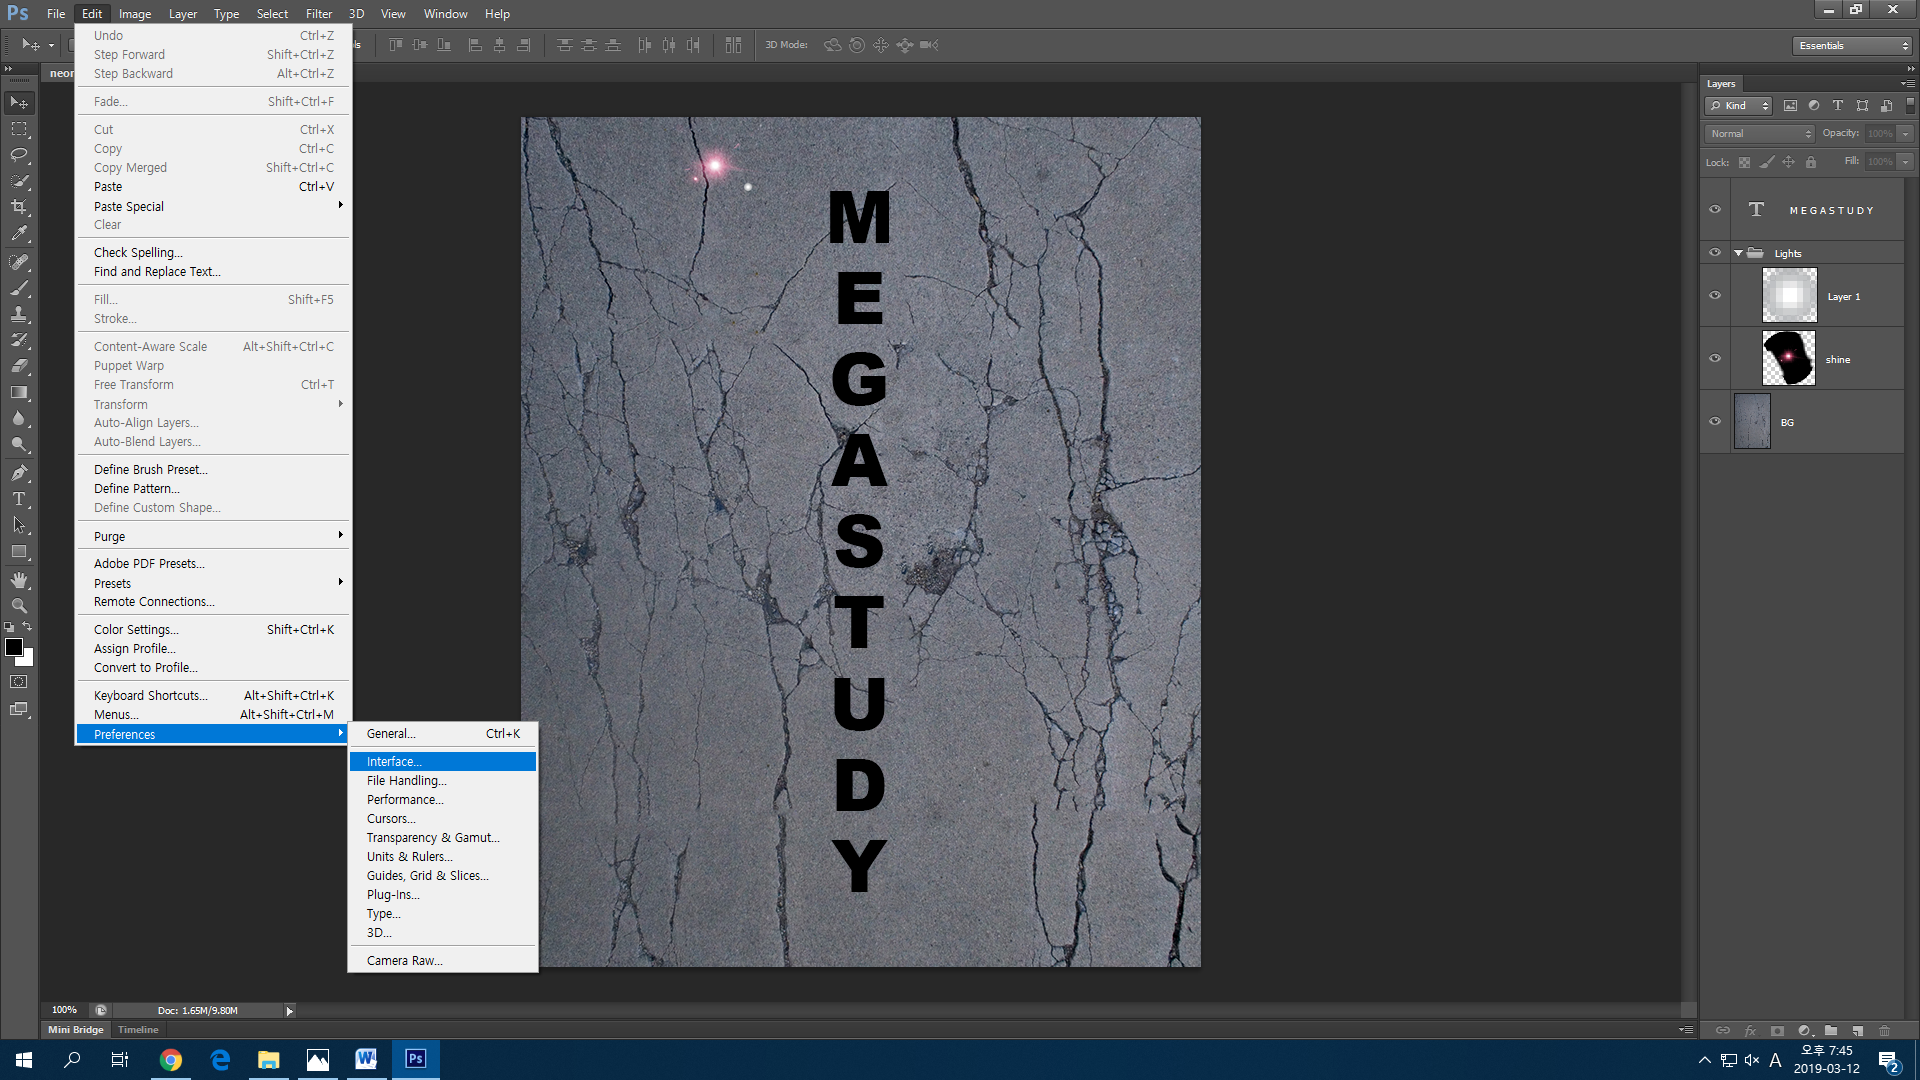 Ps File Edit Image Layer Type Select Filter 3D View Window Help
3D Mode:
Essentials
Undo Ctrl+Z
Step Forward Shift+Ctrl+Z
Step Backward Alt+Ctrl+Z
Fade... Shift+Ctrl+F
Cut Ctrl+X
Copy Ctrl+C
Copy Merged Shift+Ctrl+C
Paste Ctrl+V
Paste Special
Clear
Check Spelling...
Find and Replace Text...
Fill... Shift+F5
Stroke...
Content-Aware Scale Alt+Shift+Ctrl+C
Puppet Warp
Free Transform Ctrl+T
Transform
Auto-Align Layers...
Auto-Blend Layers...
Define Brush Preset...
Define Pattern...
Define Custom Shape...
Purge
Adobe PDF Presets...
Presets
Remote Connections...
Color Settings... Shift+Ctrl+K
Assign Profile...
Convert to Profile...
Keyboard Shortcuts... Alt+Shift+Ctrl+K
Menus... Alt+Shift+Ctrl+M
Preferences
General... Ctrl+K
Interface...
File Handling...
Performance...
Cursors...
Transparency & Gamut...
Units & Rulers...
Guides, Grid & Slices...
Plug-Ins...
Type...
3D...
Camera Raw...
M
E
G
A
S
T
U
D
Y
Layers
Kind
Normal Opacity: 100%
Lock: Fill: 100%
T MEGASTUDY
Lights
Layer 1
shine
BG
100% Doc: 1.65M/9.80M
Mini Bridge Timeline
fx
A 오후 7:45
2019-03-12
2